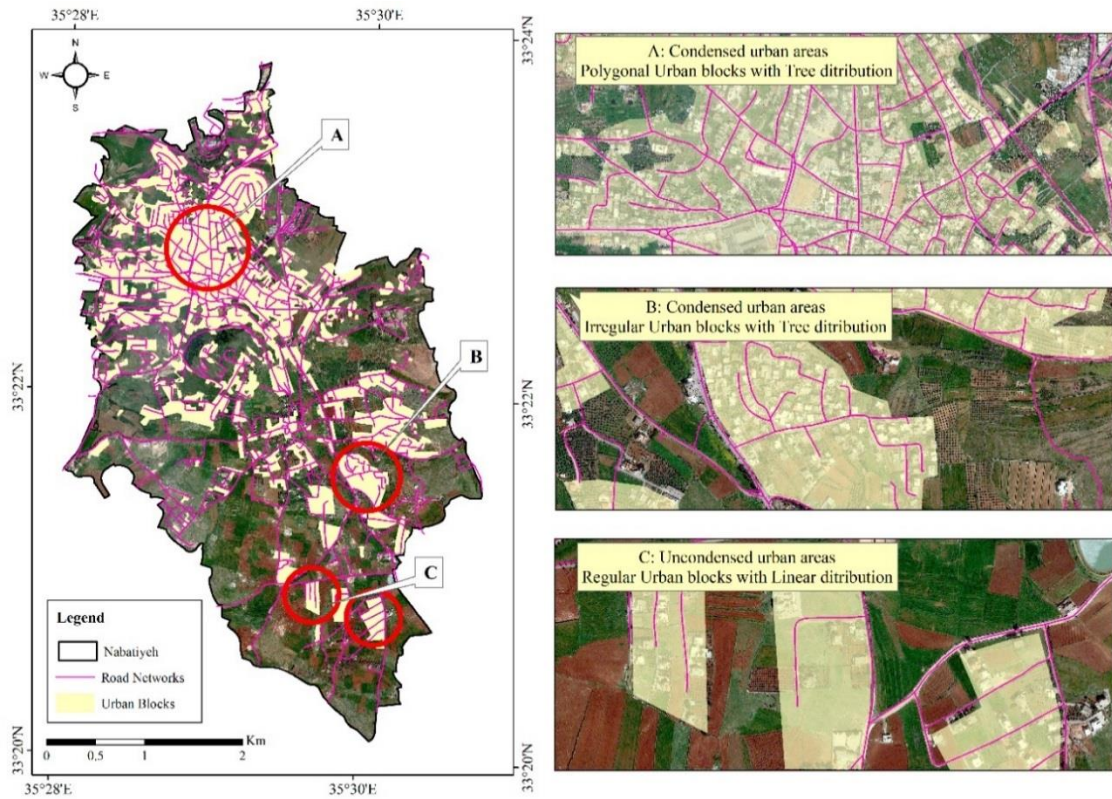 35°28'E
35°30'E
33°24'N
N
W
E
S
A
B
C
33°22'N
33°22'N
Legend
Nabatiyeh
Road Networks
Urban Blocks
Km
0
0.5
1
2
33°20'N
33°20'N
35°28'E
35°30'E
A: Condensed urban areas
Polygonal Urban blocks with Tree ditribution
B: Condensed urban areas
Irregular Urban blocks with Tree ditribution
C: Uncondensed urban areas
Regular Urban blocks with Linear ditribution